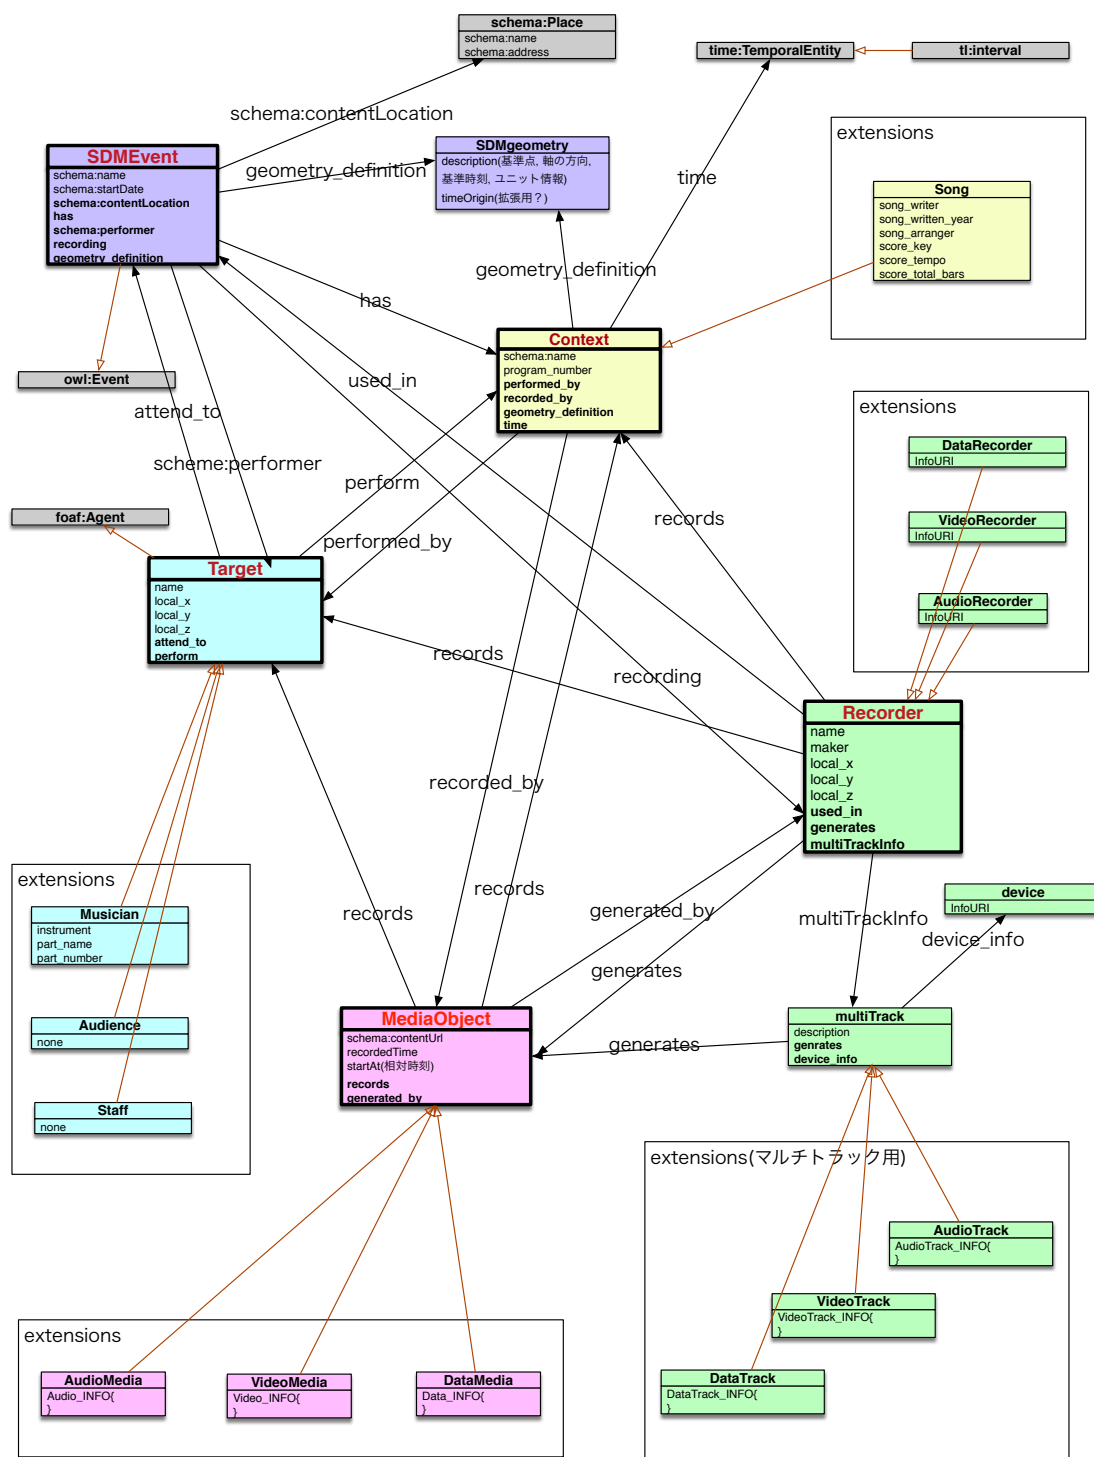 schema:Place
schema:name
schema:address
time:TemporalEntity
tl:interval
schema:contentLocation
extensions
SDMEvent
schema:name
schema:startDate
schema:contentLocation
has
schema:performer
recording
geometry_definition
geometry_definition
SDMgeometry
description(基準点, 軸の方向,
基準時刻, ユニット情報)
timeOrigin(拡張用？)
time
Song
song_writer
song_written_year
song_arranger
score_key
score_tempo
score_total_bars
geometry_definition
has
Context
schema:name
program_number
performed_by
recorded_by
geometry_definition
time
owl:Event
used_in
attend_to
scheme:performer
extensions
DataRecorder
InfoURI
VideoRecorder
InfoURI
AudioRecorder
InfoURI
perform
records
foaf:Agent
performed_by
Target
name
local_x
local_y
local_z
attend_to
perform
records
recording
Recorder
name
maker
local_x
local_y
local_z
used_in
generates
multiTrackInfo
recorded_by
extensions
Musician
instrument
part_name
part_number
Audience
none
Staff
none
records
records
generated_by
generates
multiTrackInfo
device
InfoURI
device_info
MediaObject
schema:contentUrl
recordedTime
startAt(相対時刻)
records
generated_by
generates
multiTrack
description
genrates
device_info
extensions(マルチトラック用)
AudioTrack
AudioTrack_INFO{
}
VideoTrack
VideoTrack_INFO{
}
DataTrack
DataTrack_INFO{
}
extensions
AudioMedia
Audio_INFO{
}
VideoMedia
Video_INFO{
}
DataMedia
Data_INFO{
}